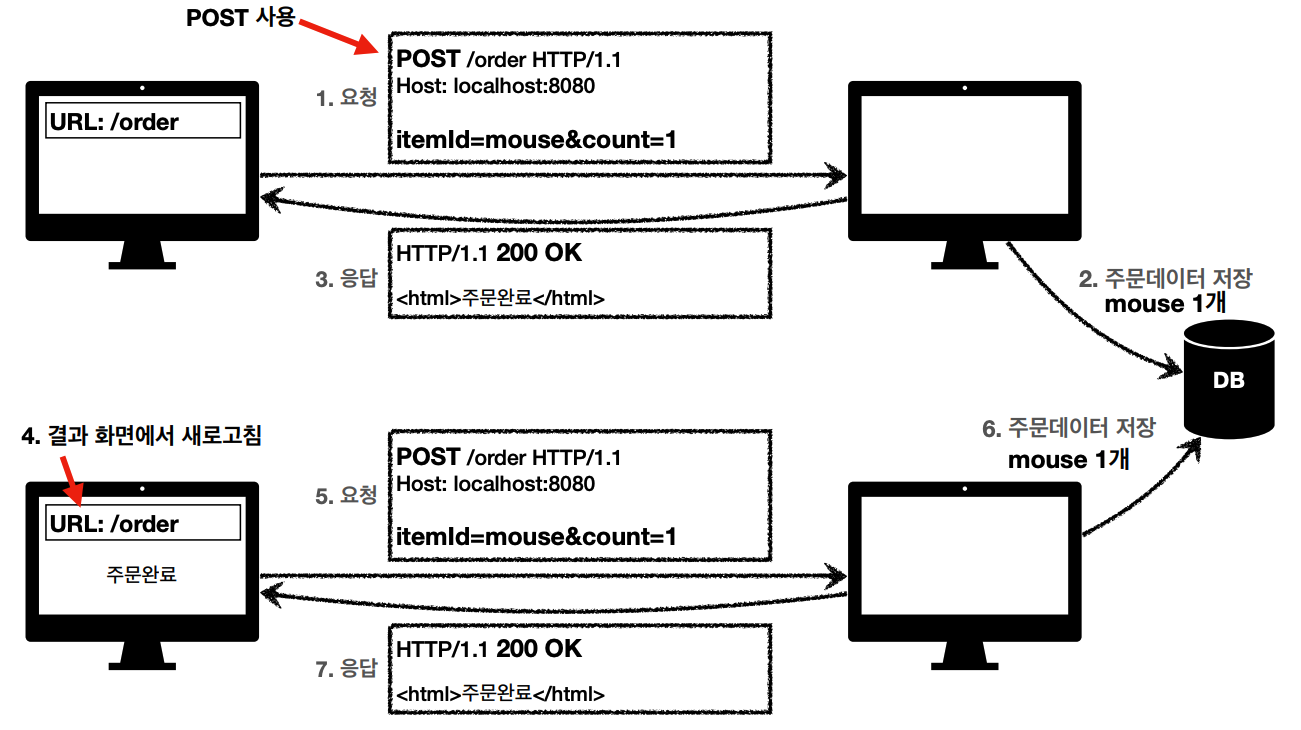 POST 사용
POST /order HTTP/1.1
Host: localhost:8080
1. 요청
itemId=mouse&count=1
URL: /order
HTTP/1.1 200 OK
3. 응답
<html>주문완료</html>
2. 주문데이터 저장
mouse 1개
DB
4. 결과 화면에서 새로고침
URL: /order
주문완료
POST /order HTTP/1.1
Host: localhost:8080
5. 요청
itemId=mouse&count=1
6. 주문데이터 저장
mouse 1개
HTTP/1.1 200 OK
7. 응답
<html>주문완료</html>